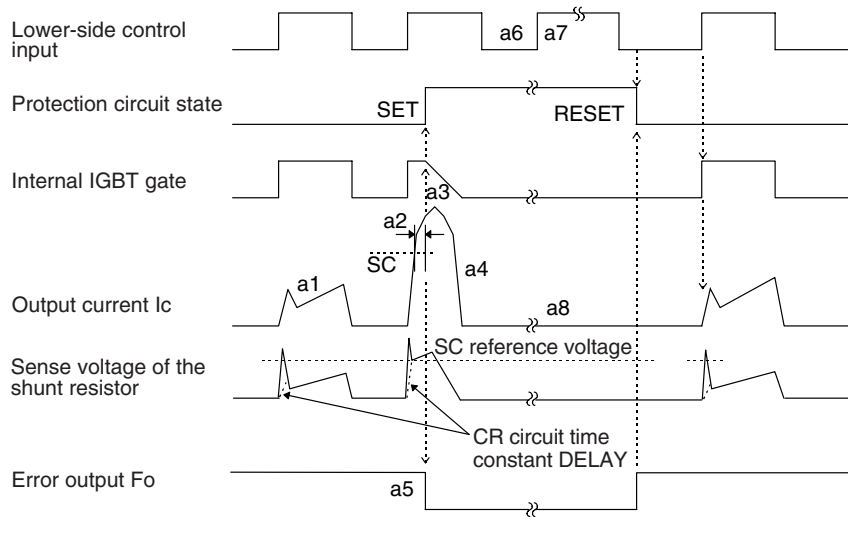 Lower-side control
input
a6
a7
Protection circuit state
SET
RESET
Internal IGBT gate
a3
a2
SC
a4
a1
Output current Ic
a8
SC reference voltage
Sense voltage of the
shunt resistor
CR circuit time
constant DELAY
Error output Fo
a5